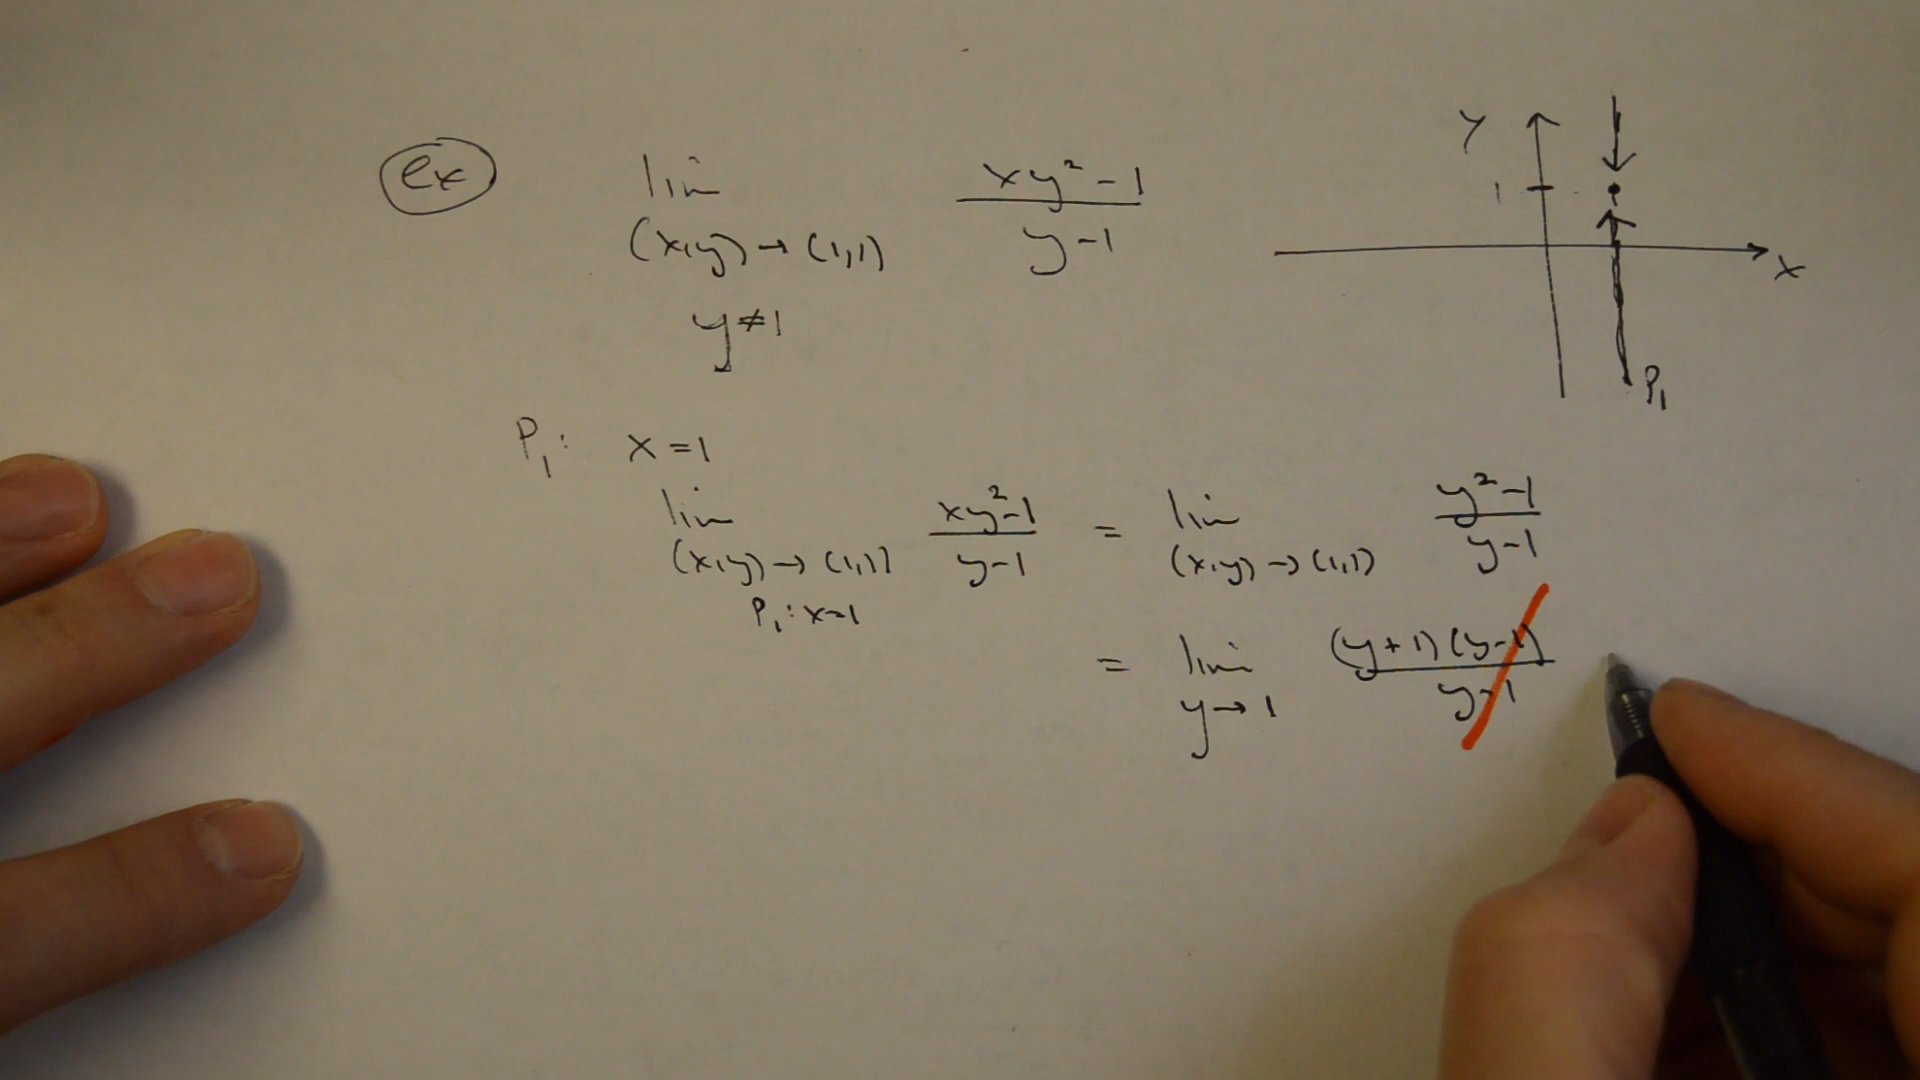 ex lim xy² - 1
(x,y) → (1,1) y - 1
y ≠ 1
y
1
x
P₁
P₁: x = 1
lim xy² - 1 = lim y² - 1
(x,y) → (1,1) y - 1 (x,y) → (1,1) y - 1
P₁: x = 1
= lim (y + 1)(y - 1)
y → 1 y - 1